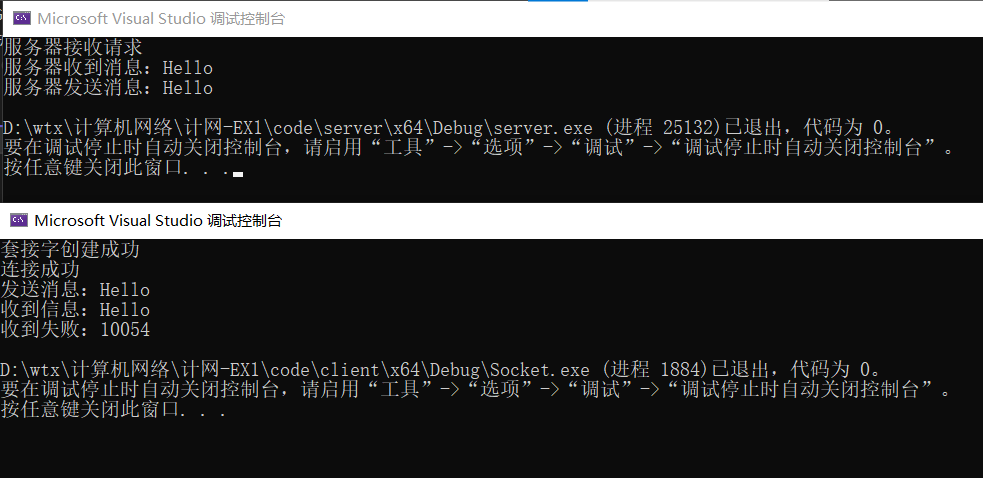 Microsoft Visual Studio 调试控制台
服务器接收请求
服务器收到消息：Hello
服务器发送消息：Hello
D:\wtx\计算机网络\计网-EX1\code\server\x64\Debug\server.exe (进程 25132)已退出，代码为 0。
要在调试停止时自动关闭控制台，请启用“工具”->“选项”->“调试”->“调试停止时自动关闭控制台”。
按任意键关闭此窗口. . .
Microsoft Visual Studio 调试控制台
套接字创建成功
连接成功
发送消息：Hello
收到信息：Hello
收到失败：10054
D:\wtx\计算机网络\计网-EX1\code\client\x64\Debug\Socket.exe (进程 1884)已退出，代码为 0。
要在调试停止时自动关闭控制台，请启用“工具”->“选项”->“调试”->“调试停止时自动关闭控制台”。
按任意键关闭此窗口. . .